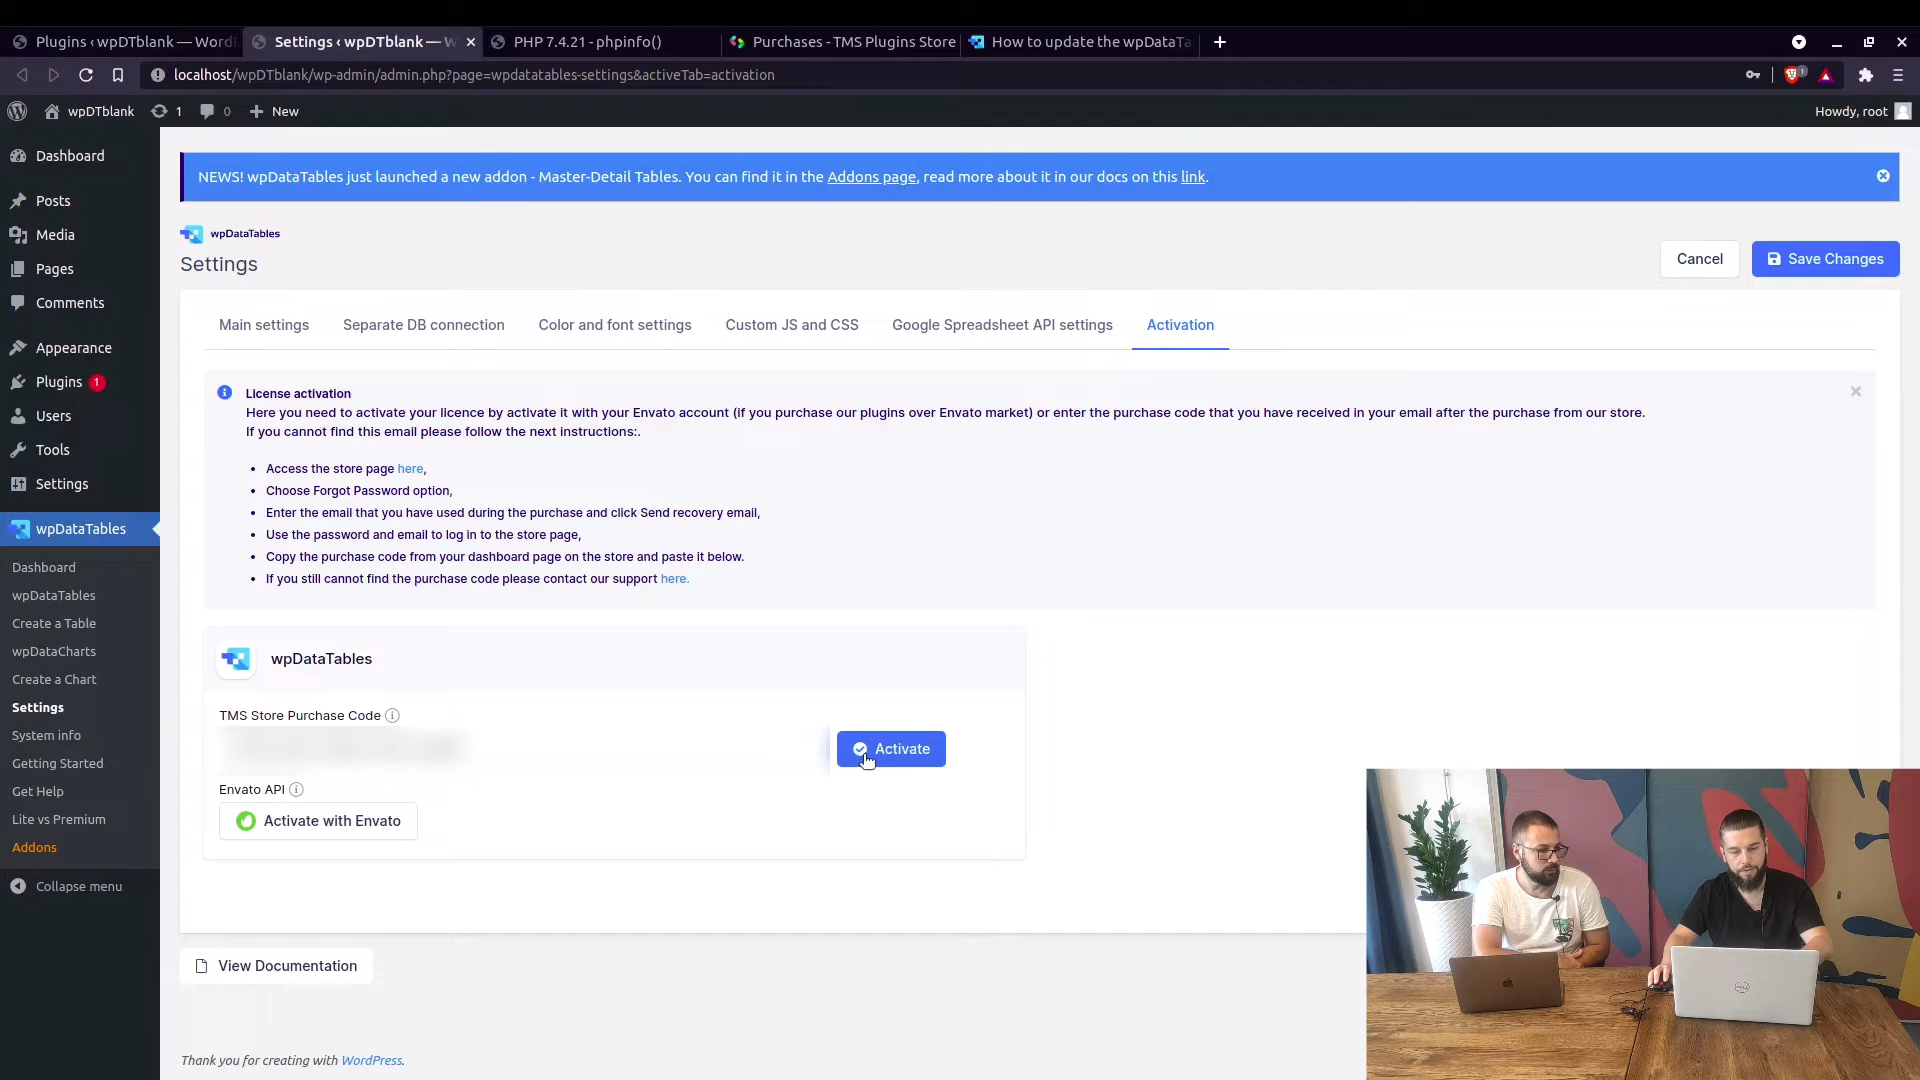 Plugins ‹ wpDTblank — Word
Settings ‹ wpDTblank — W
PHP 7.4.21 - phpinfo()
Purchases - TMS Plugins Store
How to update the wpDataTa
localhost/wpDTblank/wp-admin/admin.php?page=wpdatatables-settings&activeTab=activation
1
wpDTblank
1
0
New
Howdy, root
Dashboard
Posts
Media
Pages
Comments
Appearance
Plugins 1
Users
Tools
Settings
wpDataTables
Dashboard
wpDataTables
Create a Table
wpDataCharts
Create a Chart
Settings
System info
Getting Started
Get Help
Lite vs Premium
Addons
Collapse menu
NEWS! wpDataTables just launched a new addon - Master-Detail Tables. You can find it in the Addons page, read more about it in our docs on this link.
wpDataTables
Settings
Cancel
Save Changes
Main settings
Separate DB connection
Color and font settings
Custom JS and CSS
Google Spreadsheet API settings
Activation
License activation
Here you need to activate your licence by activate it with your Envato account (if you purchase our plugins over Envato market) or enter the purchase code that you have received in your email after the purchase from our store.
If you cannot find this email please follow the next instructions:.
• Access the store page here,
• Choose Forgot Password option,
• Enter the email that you have used during the purchase and click Send recovery email,
• Use the password and email to log in to the store page,
• Copy the purchase code from your dashboard page on the store and paste it below.
• If you still cannot find the purchase code please contact our support here.
wpDataTables
TMS Store Purchase Code
Activate
Envato API
Activate with Envato
View Documentation
Thank you for creating with WordPress.
DELL